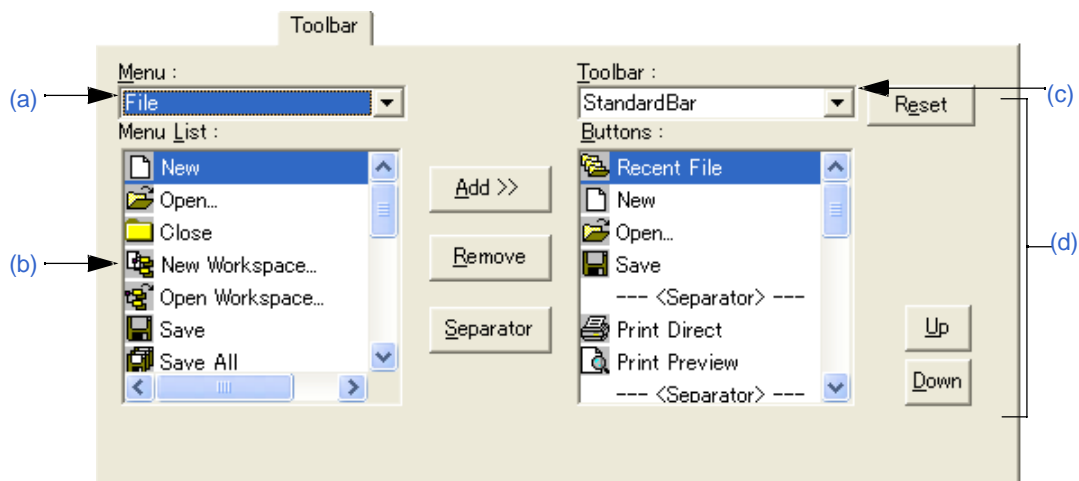 Toolbar
Menu :
Toolbar :
(a)
File
StandardBar
Reset
(c)
Menu List :
Buttons :
New
Open...
Close
New Workspace...
Open Workspace...
Save
Save All
(b)
Add >>
Remove
Separator
Recent File
New
Open...
Save
--- <Separator> ---
Print Direct
Print Preview
--- <Separator> ---
(d)
Up
Down